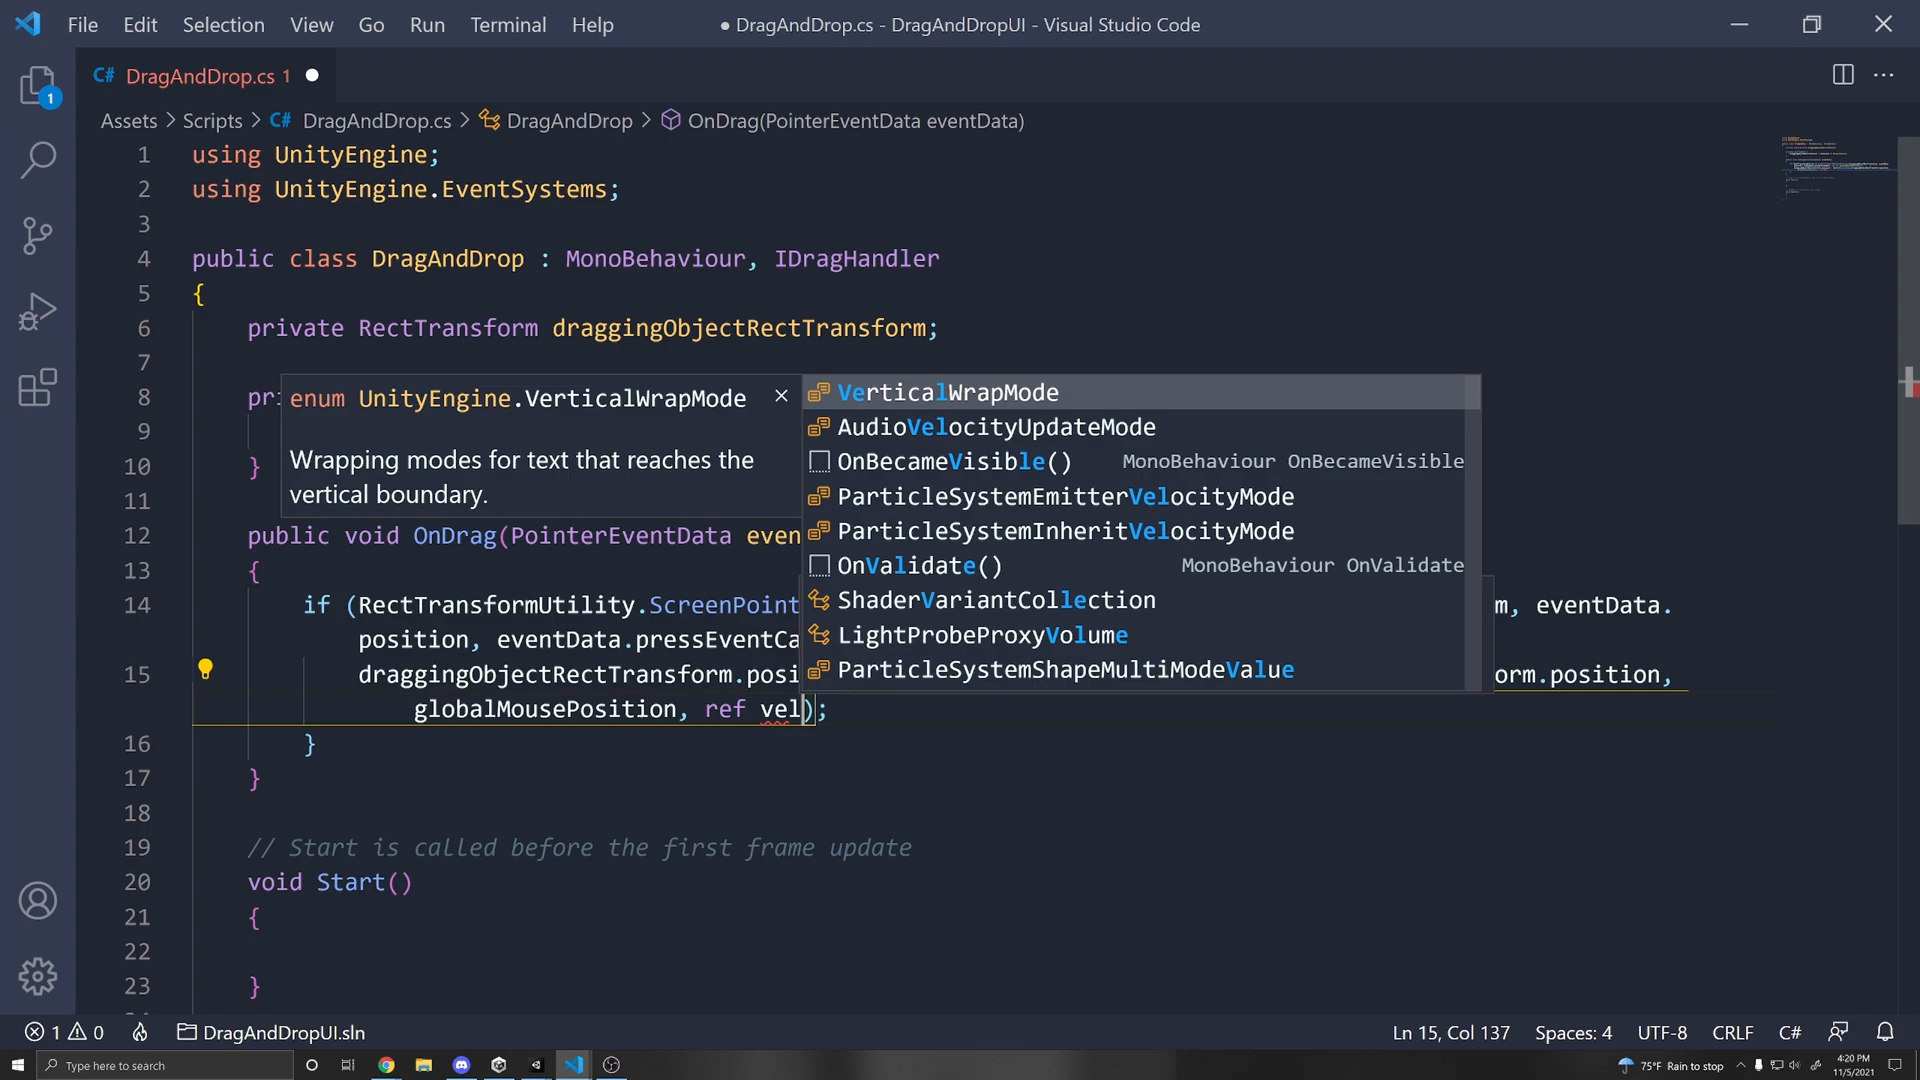 File Edit Selection View Go Run Terminal Help ● DragAndDrop.cs - DragAndDropUI - Visual Studio Code
C# DragAndDrop.cs 1 ●
1
Assets > Scripts > C# DragAndDrop.cs > DragAndDrop > OnDrag(PointerEventData eventData)
1 using UnityEngine;
2 using UnityEngine.EventSystems;
3
4 public class DragAndDrop : MonoBehaviour, IDragHandler
5 {
6 private RectTransform draggingObjectRectTransform;
7
8 pri
enum UnityEngine.VerticalWrapMode ×
Wrapping modes for text that reaches the
vertical boundary.
VerticalWrapMode
AudioVelocityUpdateMode
OnBecameVisible() MonoBehaviour OnBecameVisible
ParticleSystemEmitterVelocityMode
ParticleSystemInheritVelocityMode
OnValidate() MonoBehaviour OnValidate
ShaderVariantCollection
LightProbeProxyVolume
ParticleSystemShapeMultiModeValue
9
10 }
11
12 public void OnDrag(PointerEventData even
13 {
14 if (RectTransformUtility.ScreenPoint m, eventData.
position, eventData.pressEventCa
15 draggingObjectRectTransform.posi orm.position,
globalMousePosition, ref vel);
16 }
17 }
18
19 // Start is called before the first frame update
20 void Start()
21 {
22
23 }
1 0 DragAndDropUI.sln Ln 15, Col 137 Spaces: 4 UTF-8 CRLF C#
Type here to search 75°F Rain to stop 4:20 PM
11/5/2021